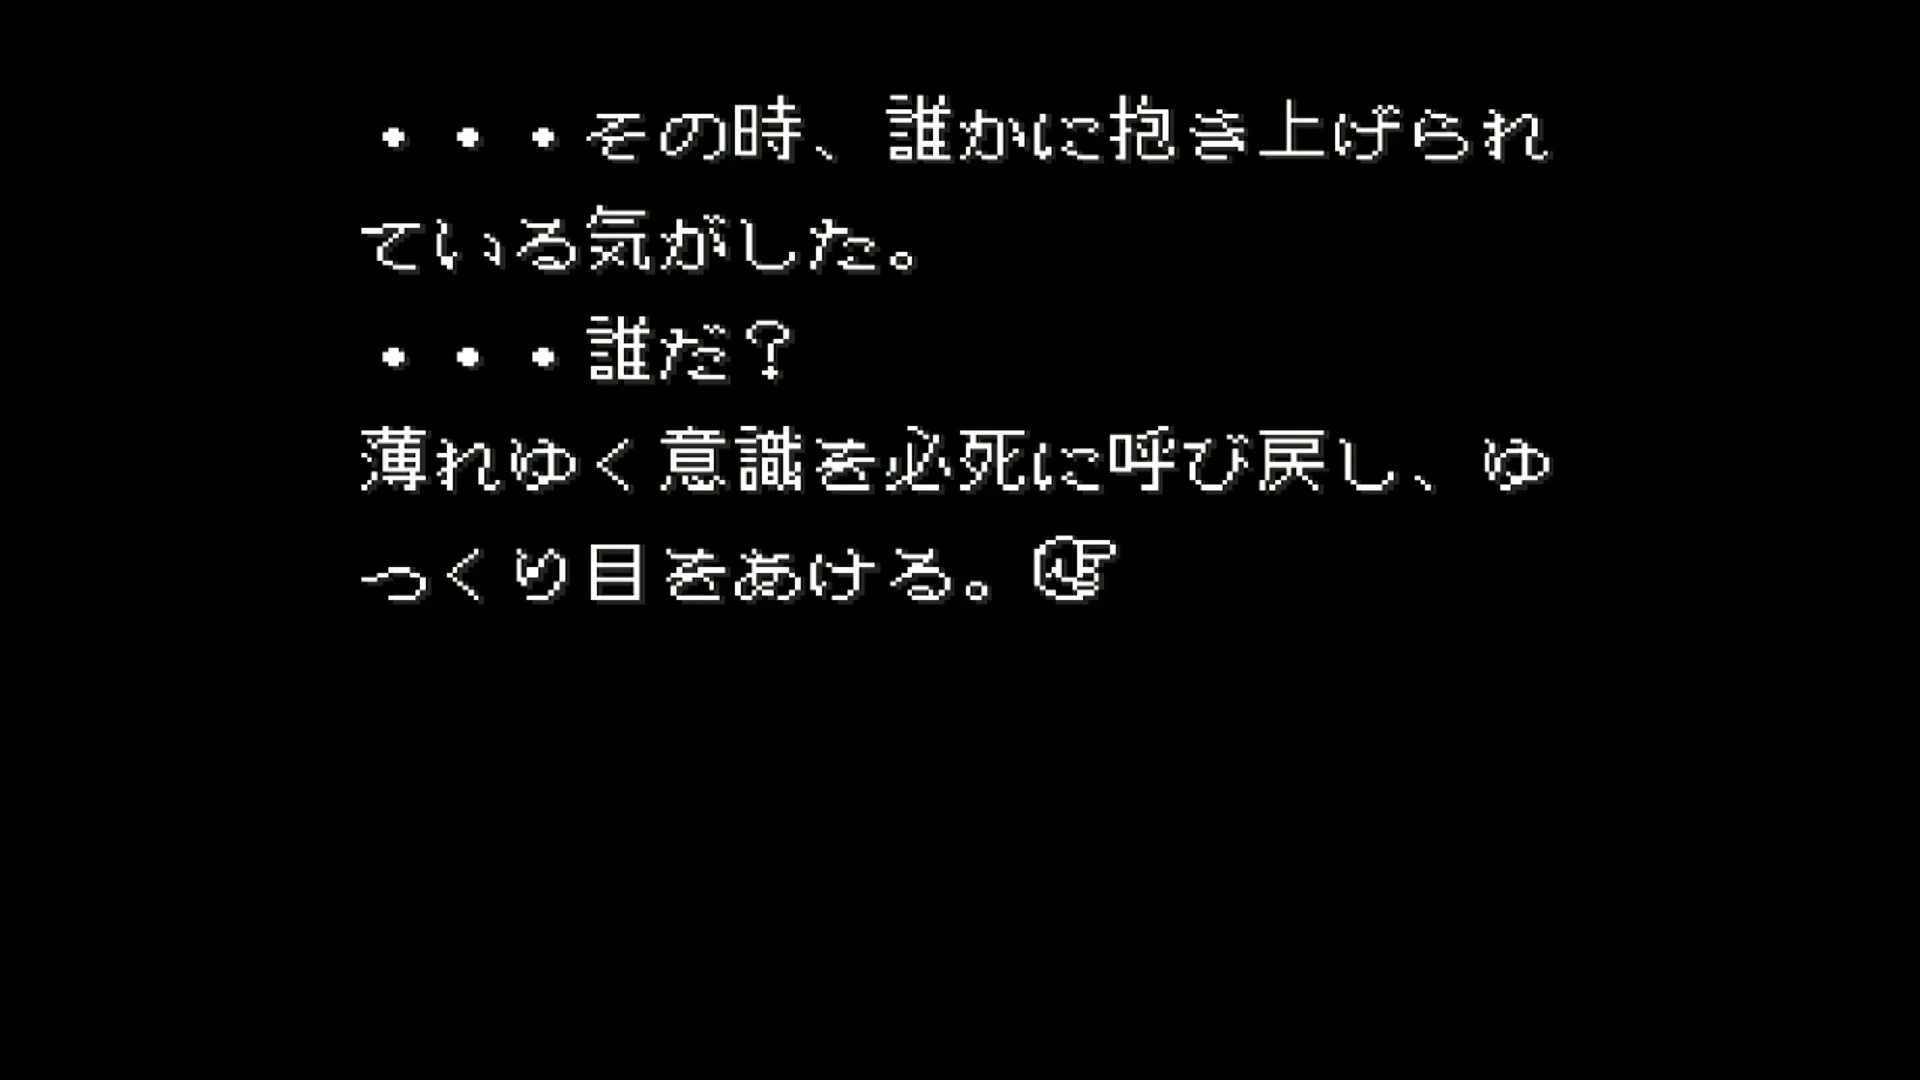 ・・・その時、誰かに抱き上げられ
ている気がした。
・・・誰だ？
薄れゆく意識を必死に呼び戻し、ゆ
っくり目をあける。